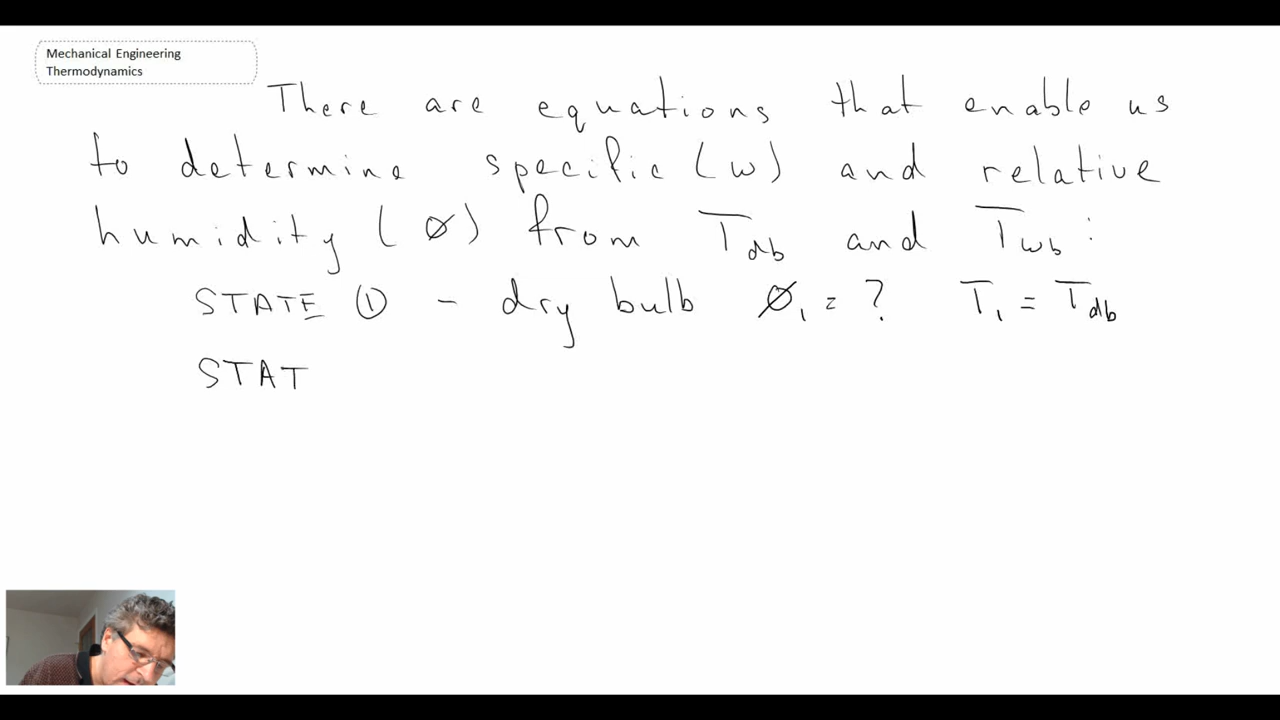 Mechanical Engineering
Thermodynamics
There are equations that enable us
to determine specific (w) and relative
humidity (Ø) from Tdb and Twb:
STATE ① - dry bulb Ø₁ = ? T₁ = Tdb
STAT